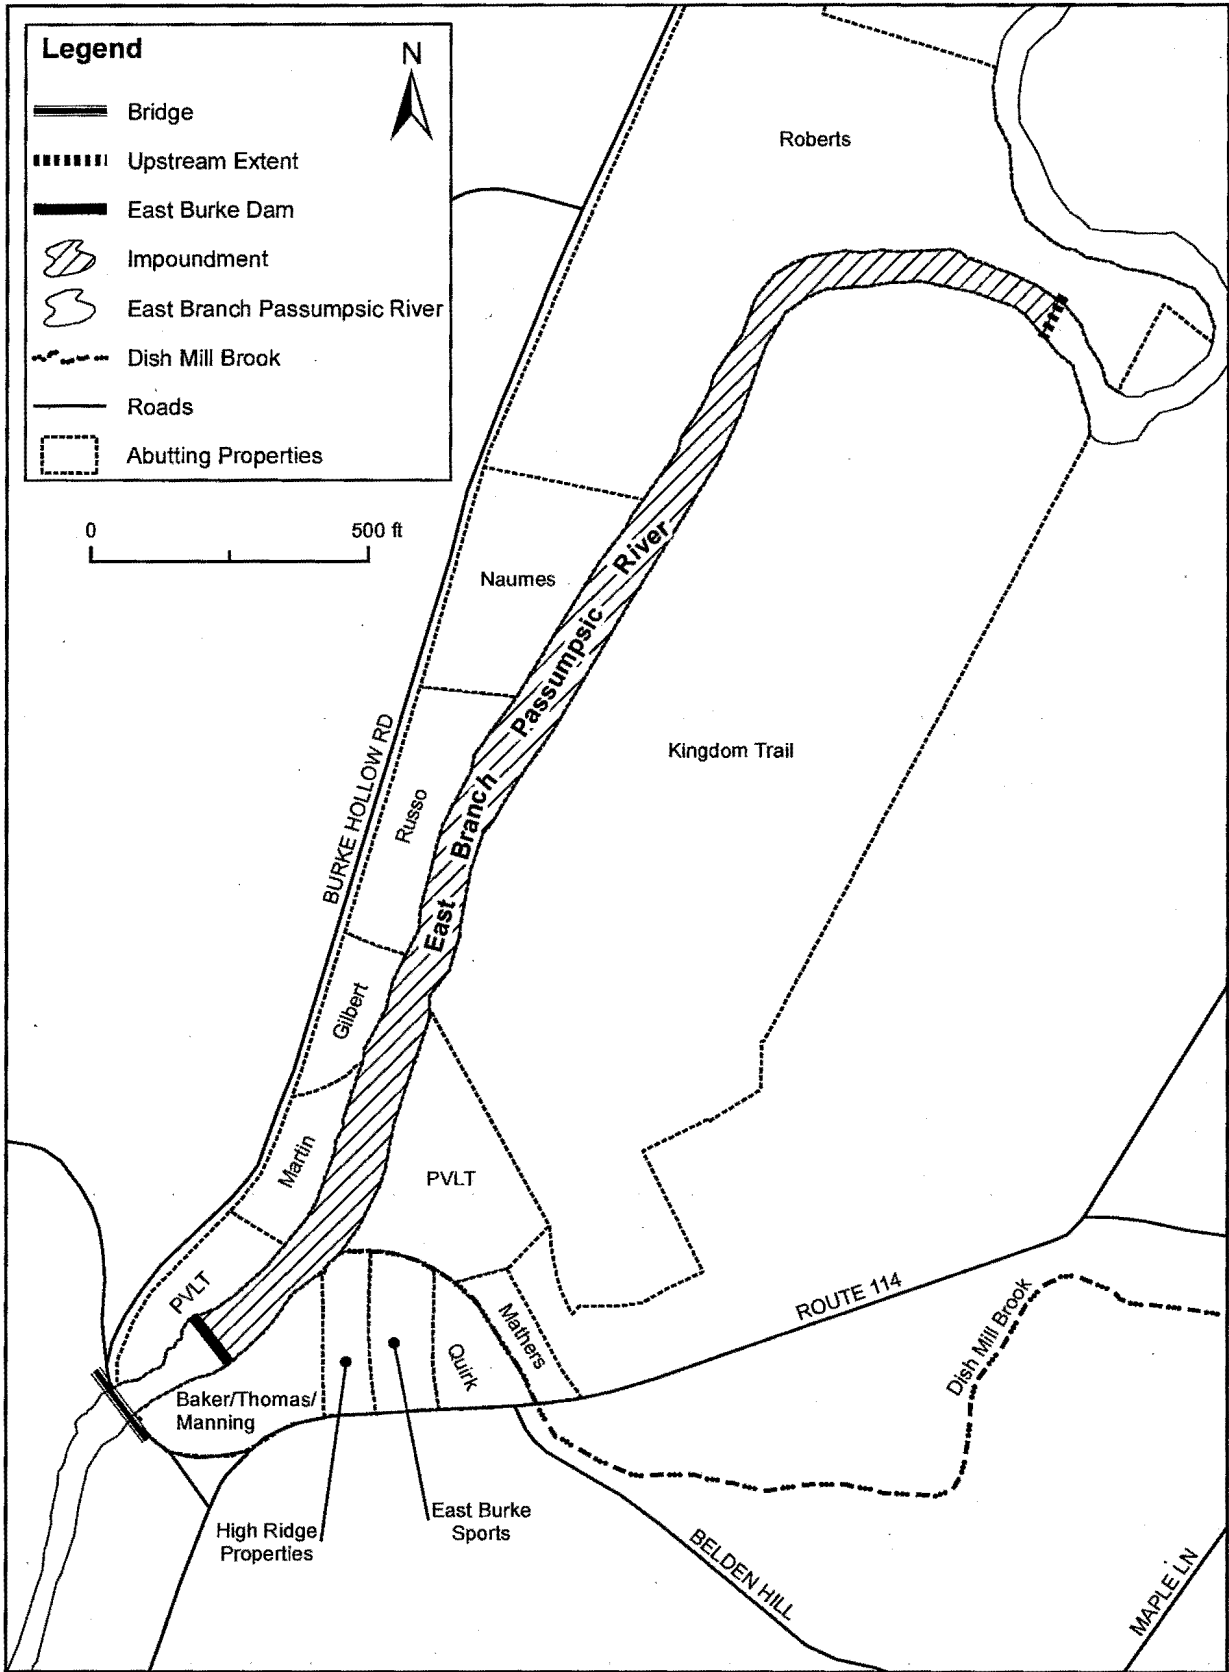 Legend
N
Bridge
Upstream Extent
East Burke Dam
Impoundment
East Branch Passumpsic River
Dish Mill Brook
Roads
Abutting Properties
0 500 ft
Roberts
Naumes
East Branch Passumpsic River
Kingdom Trail
BURKE HOLLOW RD
Russo
Gilbert
Martin
PVLT
PVLT
Mathers
Quirk
ROUTE 114
Dish Mill Brook
Baker/Thomas/
Manning
East Burke
Sports
High Ridge
Properties
BELDEN HILL
MAPLE LN